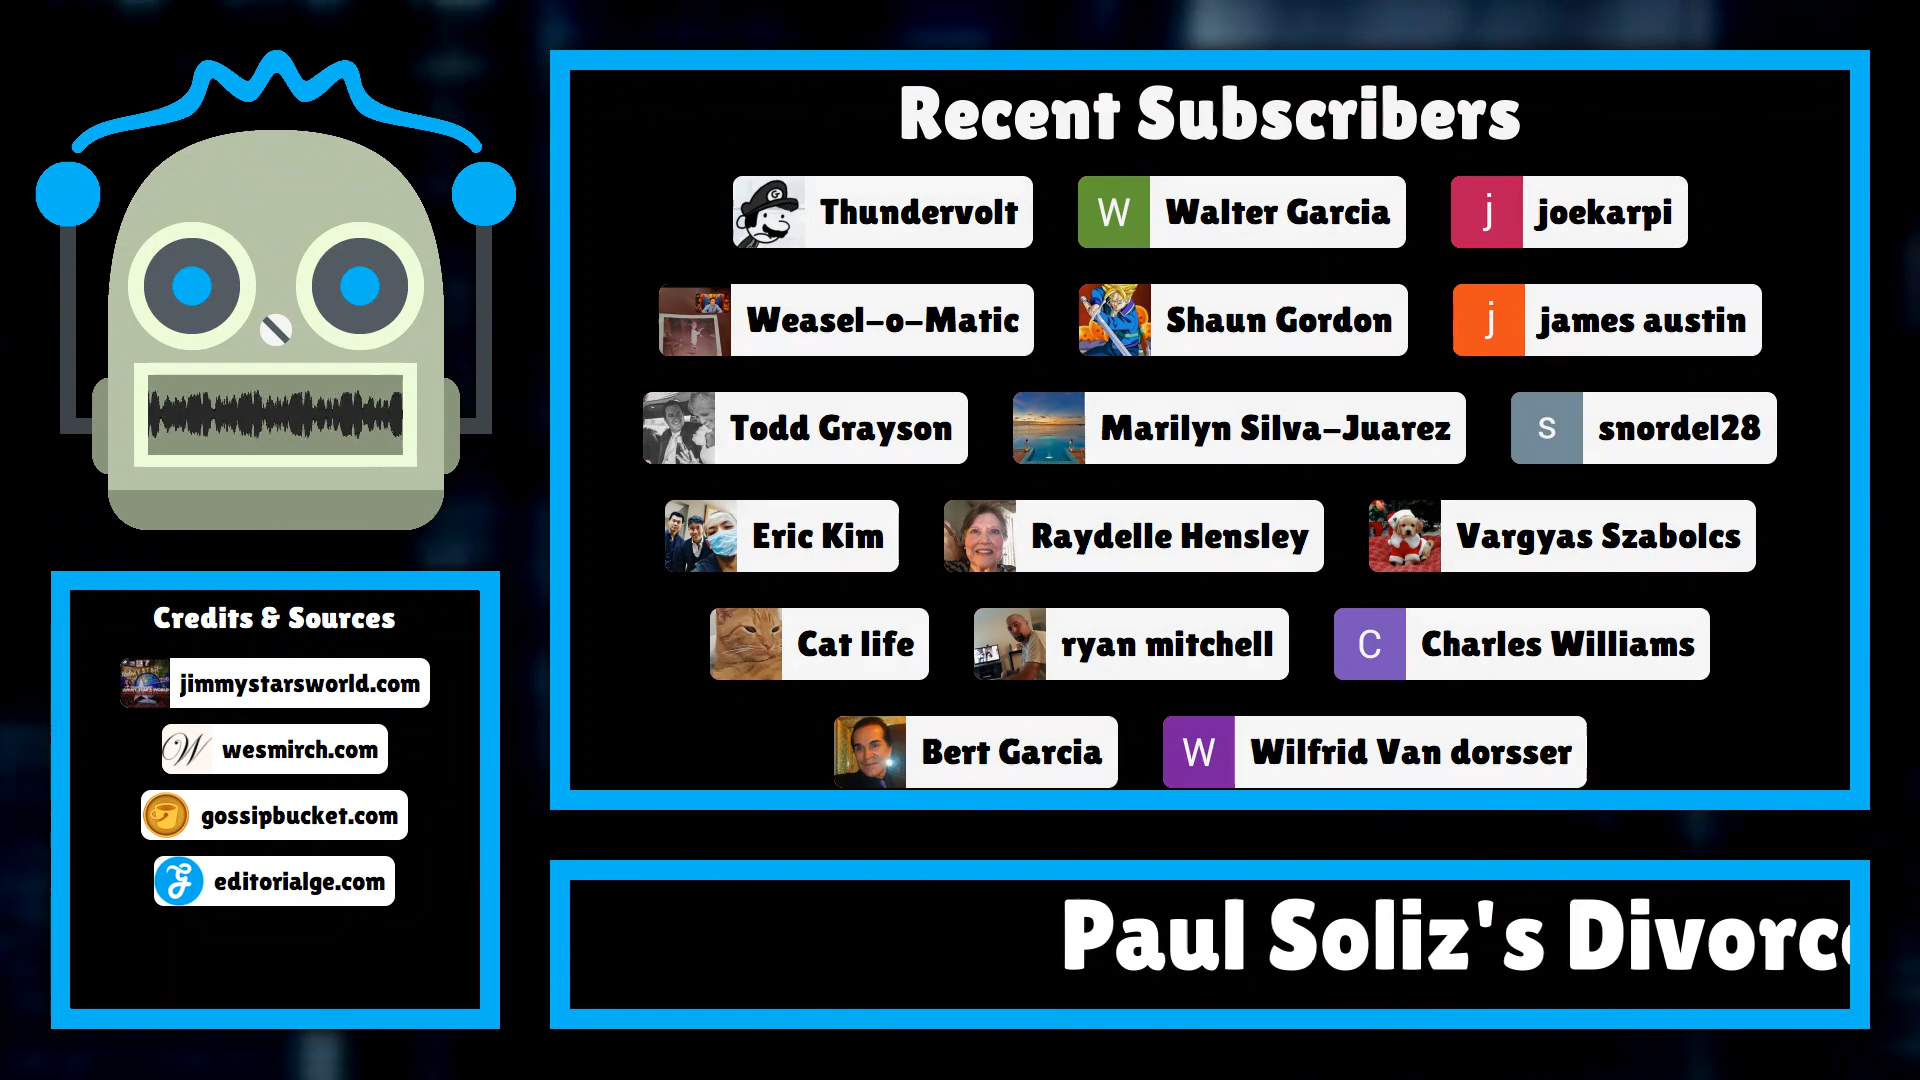 Recent Subscribers
Thundervolt
W Walter Garcia
j joekarpi
Weasel-o-Matic
Shaun Gordon
j james austin
Todd Grayson
Marilyn Silva-Juarez
s snordel28
Eric Kim
Raydelle Hensley
Vargyas Szabolcs
Cat life
ryan mitchell
C Charles Williams
Bert Garcia
W Wilfrid Van dorsser
Credits & Sources
jimmystarsworld.com
W wesmirch.com
gossipbucket.com
editorialge.com
Paul Soliz's Divorc